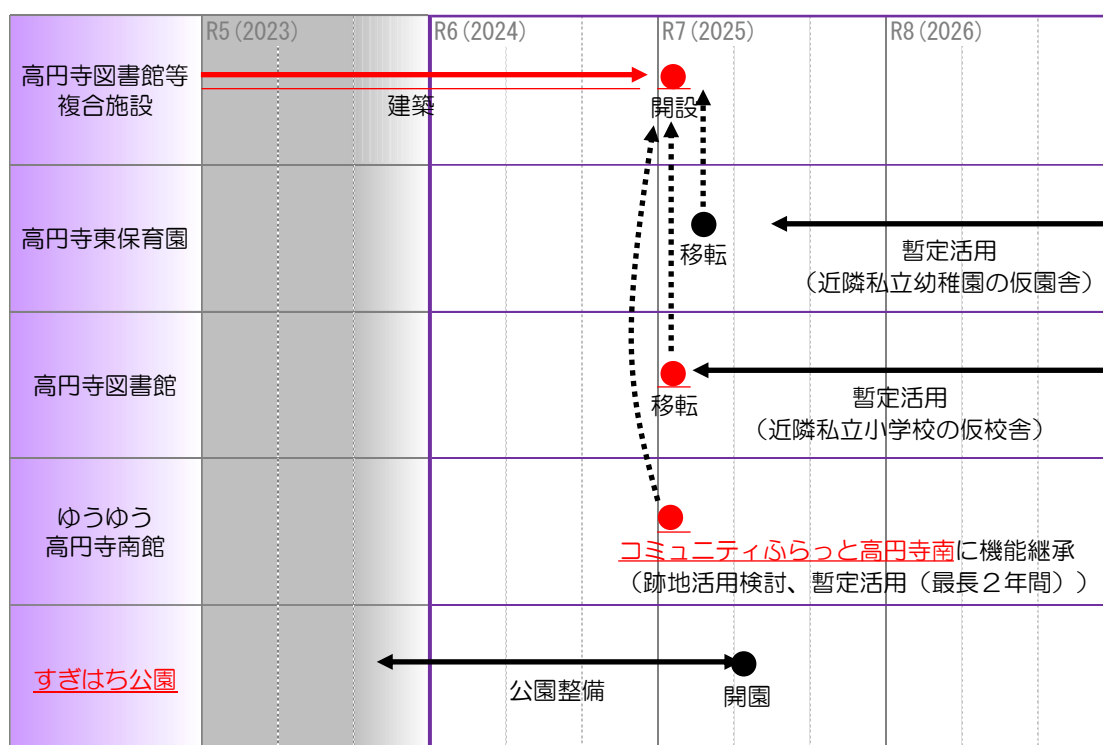 R5(2023)
R6(2024)
R7(2025)
R8(2026)
高円寺図書館等
複合施設
建築
開設
高円寺東保育園
移転
暫定活用
（近隣私立幼稚園の仮園舎）
高円寺図書館
移転
暫定活用
（近隣私立小学校の仮校舎）
ゆうゆう
高円寺南館
コミュニティふらっと高円寺南に機能継承
（跡地活用検討、暫定活用（最長２年間））
すぎはち公園
公園整備
開園